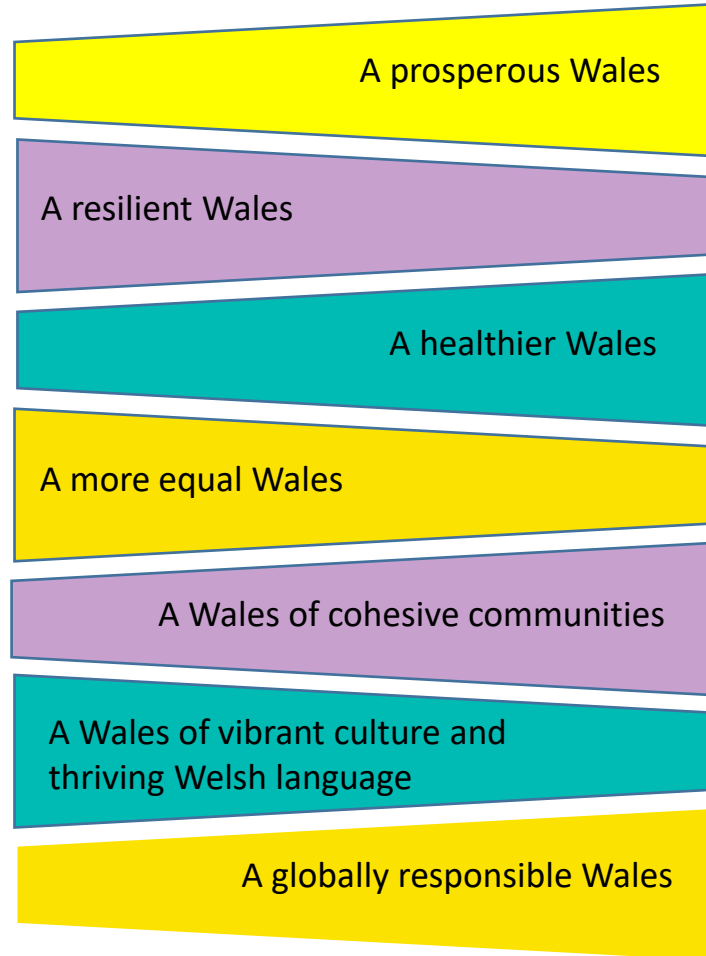 A prosperous Wales
A resilient Wales
A healthier Wales
A more equal Wales
A Wales of cohesive communities
A Wales of vibrant culture and
thriving Welsh language
A globally responsible Wales